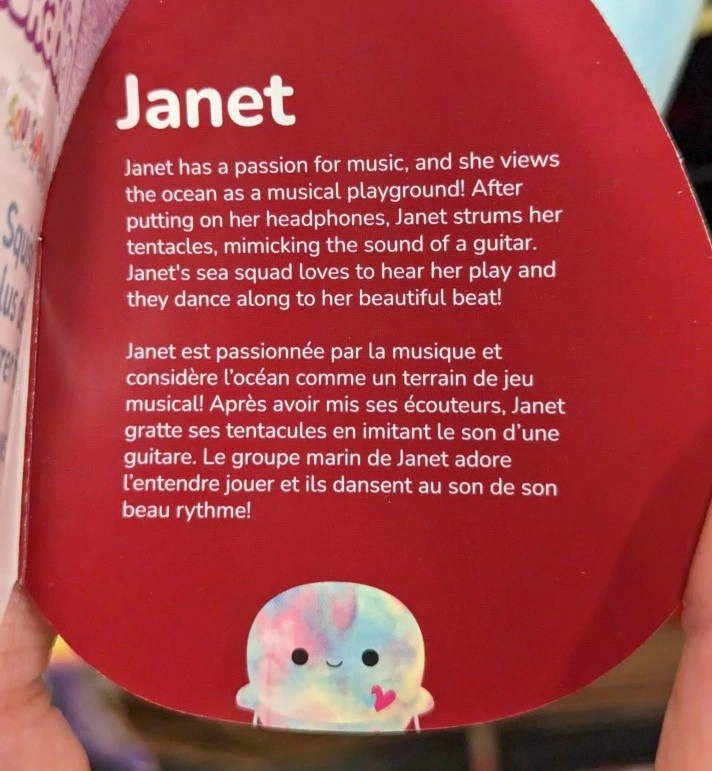 Janet
Janet has a passion for music, and she views
the ocean as a musical playground! After
putting on her headphones, Janet strums her
tentacles, mimicking the sound of a guitar.
Janet's sea squad loves to hear her play and
they dance along to her beautiful beat!
Janet est passionnée par la musique et
considère l'océan comme un terrain de jeu
musical! Après avoir mis ses écouteurs, Janet
gratte ses tentacules en imitant le son d'une
guitare. Le groupe marin de Janet adore
l'entendre jouer et ils dansent au son de son
beau rythme!